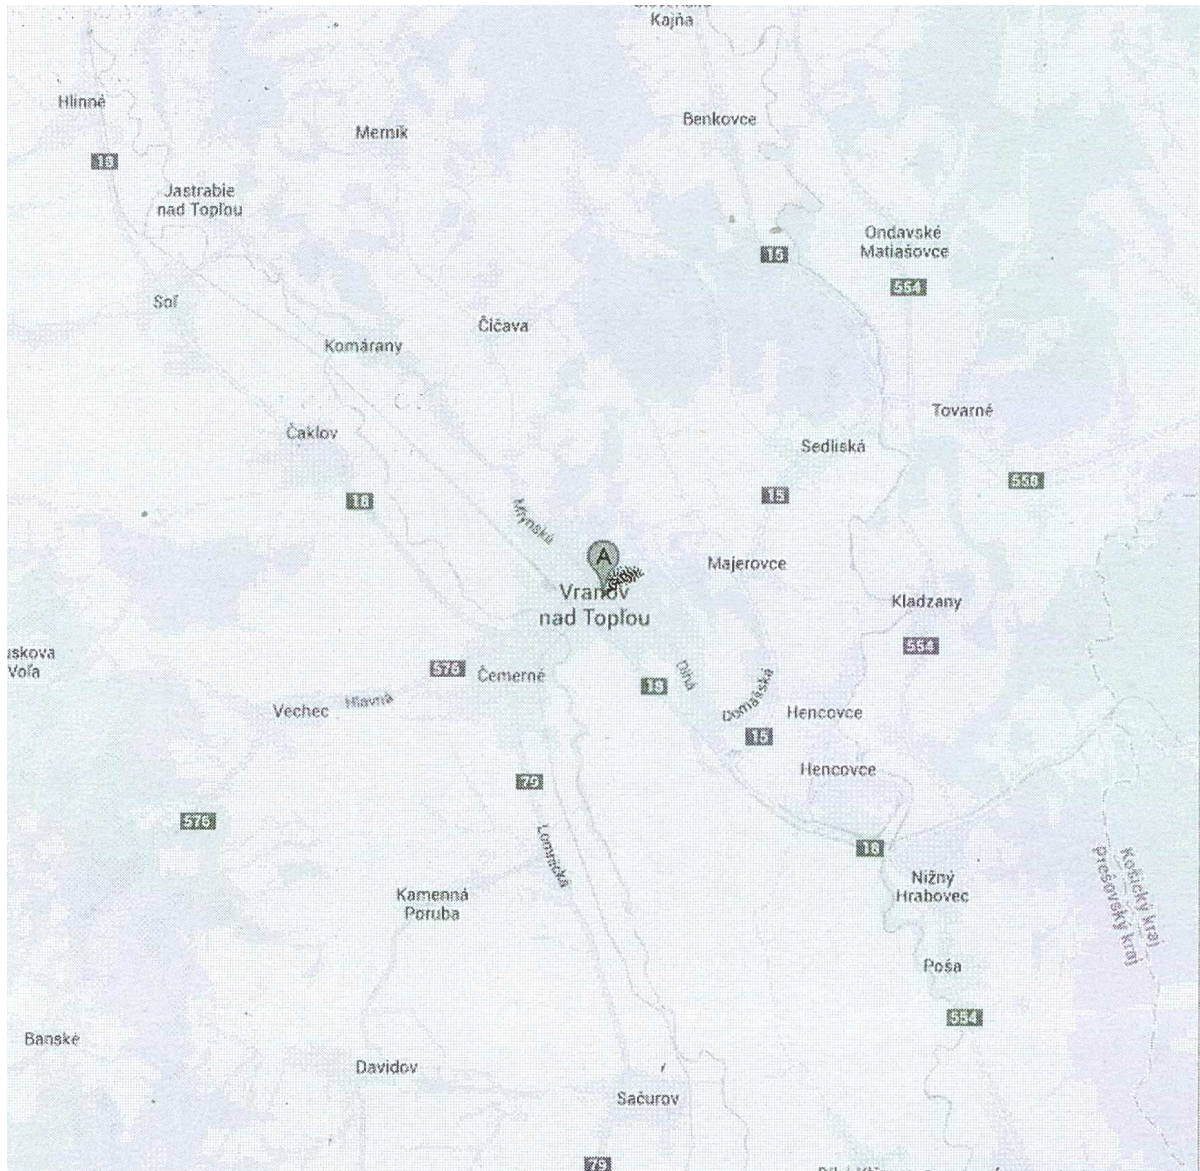 Kajňa
Hlinné
Benkovce
Merník
18
Jastrabie
nad Topľou
Ondavské
Matiašovce
15
554
Soľ
Čičava
Komárany
Tovarné
Čaklov
Sedliská
558
15
18
Mlynská
A
Majerovce
Vranov
nad Topľou
Kladzany
554
uskova
Voľa
576
Čemerné
18
Dlhá
Domašská
Hlavná
Vechec
Hencovce
15
Hencovce
79
576
Lomnická
18
Košický kraj
Prešovský kraj
Nižný
Hrabovec
Kamenná
Poruba
Poša
554
Banské
Davidov
Sačurov
79